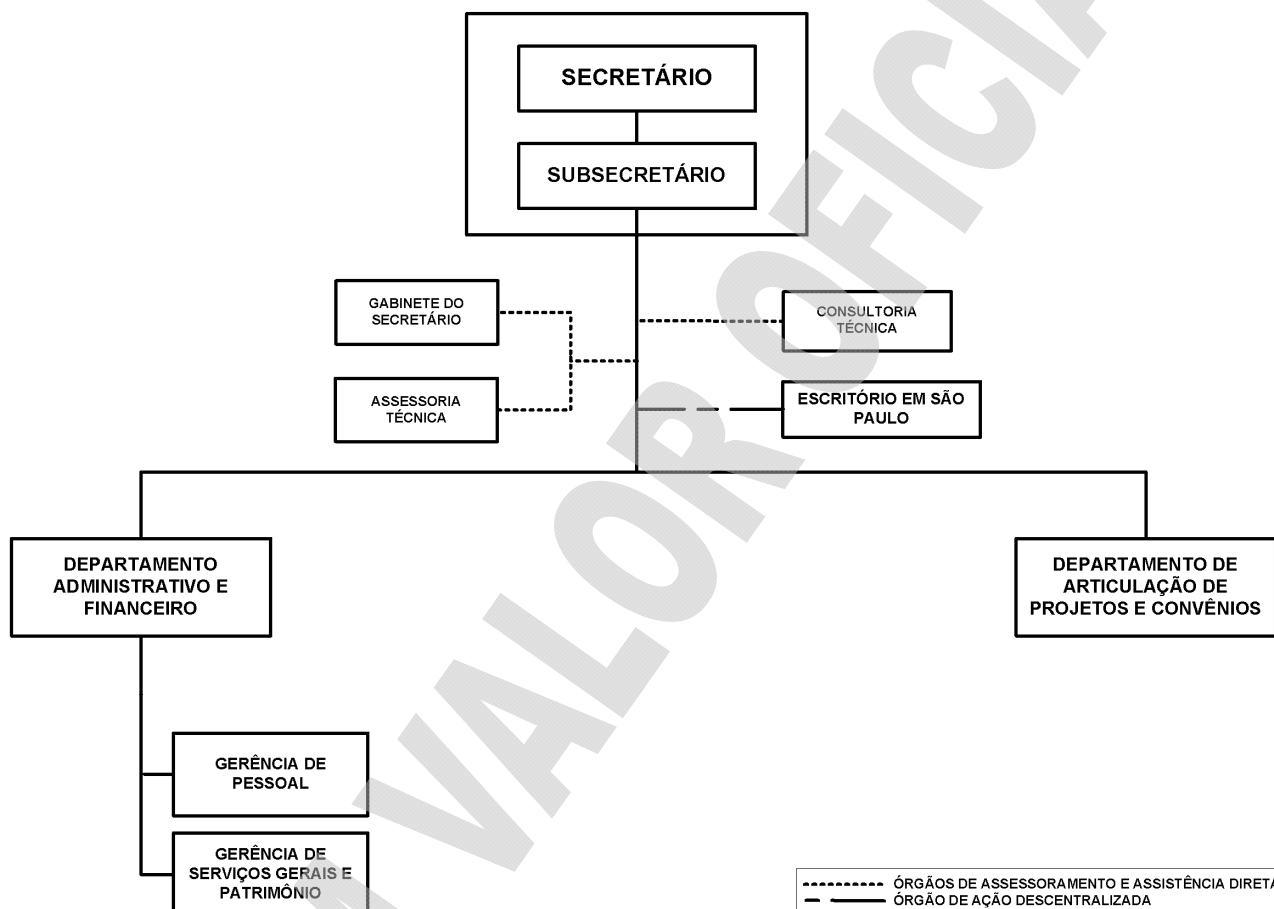 SECRETÁRIO
SUBSECRETÁRIO
GABINETE DO
SECRETÁRIO
CONSULTORIA
TÉCNICA
ASSESSORIA
TÉCNICA
ESCRITÓRIO EM SÃO
PAULO
DEPARTAMENTO
ADMINISTRATIVO E
FINANCEIRO
DEPARTAMENTO DE
ARTICULAÇÃO DE
PROJETOS E CONVÊNIOS
GERÊNCIA DE
PESSOAL
GERÊNCIA DE
SERVIÇOS GERAIS E
PATRIMÔNIO
ÓRGÃOS DE ASSESSORAMENTO E ASSISTÊNCIA DIRETA
ÓRGÃO DE AÇÃO DESCENTRALIZADA
VALOR